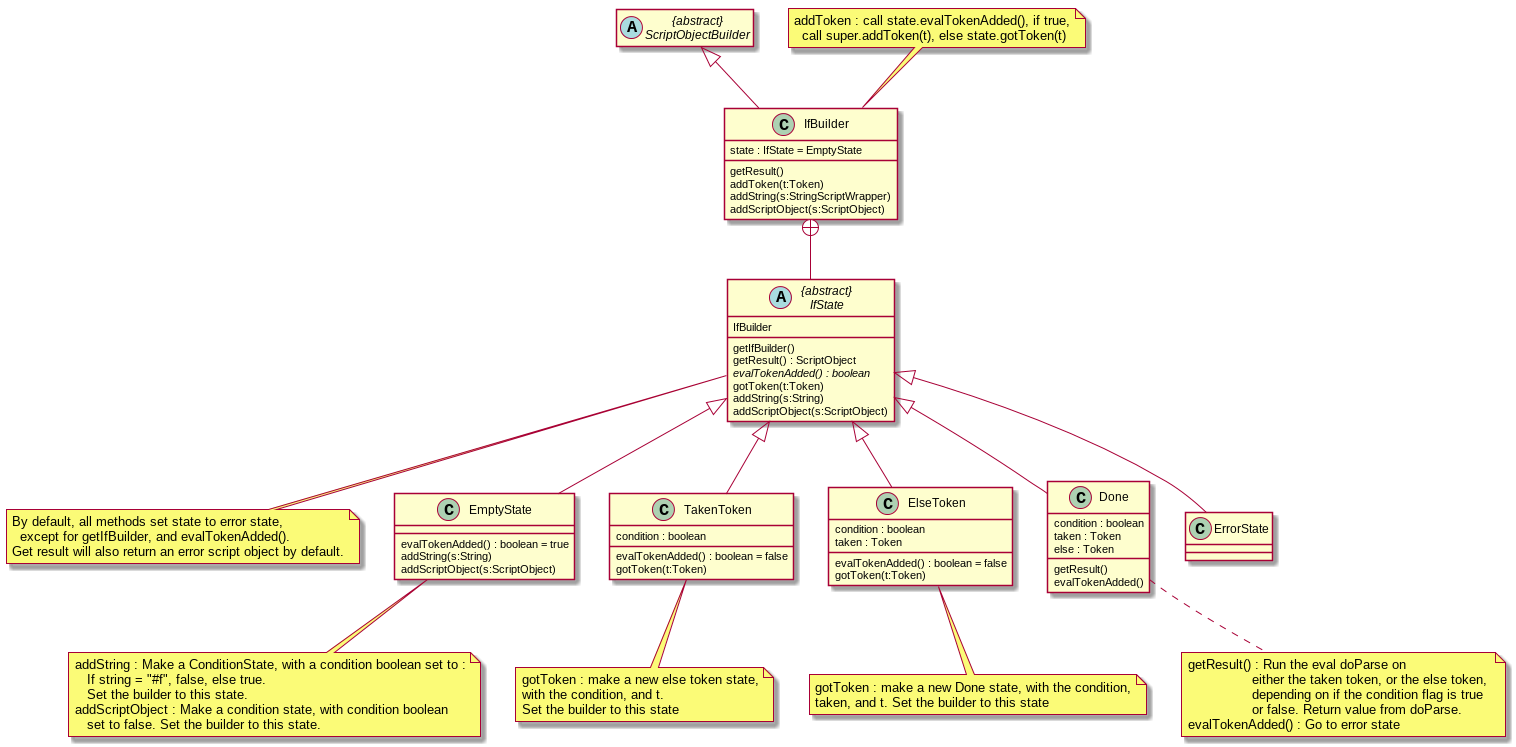 A
{abstract}
ScriptObjectBuilder
addToken : call state.evalTokenAdded(), if true,
call super.addToken(t), else state.gotToken(t)
C IfBuilder
state : IfState = EmptyState
getResult()
addToken(t:Token)
addString(s:StringScriptWrapper)
addScriptObject(s:ScriptObject)
A
{abstract}
IfState
IfBuilder
getIfBuilder()
getResult() : ScriptObject
evalTokenAdded() : boolean
gotToken(t:Token)
addString(s:String)
addScriptObject(s:ScriptObject)
By default, all methods set state to error state,
except for getIfBuilder, and evalTokenAdded().
Get result will also return an error script object by default.
C EmptyState
evalTokenAdded() : boolean = true
addString(s:String)
addScriptObject(s:ScriptObject)
C TakenToken
condition : boolean
evalTokenAdded() : boolean = false
gotToken(t:Token)
C ElseToken
condition : boolean
taken : Token
evalTokenAdded() : boolean = false
gotToken(t:Token)
C Done
condition : boolean
taken : Token
else : Token
getResult()
evalTokenAdded()
C ErrorState
addString : Make a ConditionState, with a condition boolean set to :
If string = "#f", false, else true.
Set the builder to this state.
addScriptObject : Make a condition state, with condition boolean
set to false. Set the builder to this state.
gotToken : make a new else token state,
with the condition, and t.
Set the builder to this state
gotToken : make a new Done state, with the condition,
taken, and t. Set the builder to this state
getResult() : Run the eval doParse on
either the taken token, or the else token,
depending on if the condition flag is true
or false. Return value from doParse.
evalTokenAdded() : Go to error state